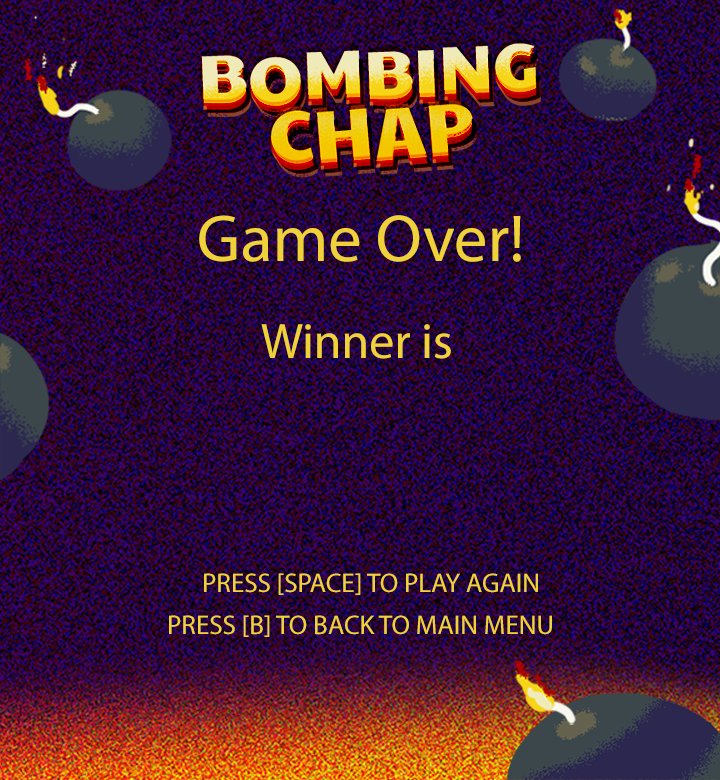 BOMBING
CHAP
Game Over!
Winner is
PRESS [SPACE] TO PLAY AGAIN
PRESS [B] TO BACK TO MAIN MENU